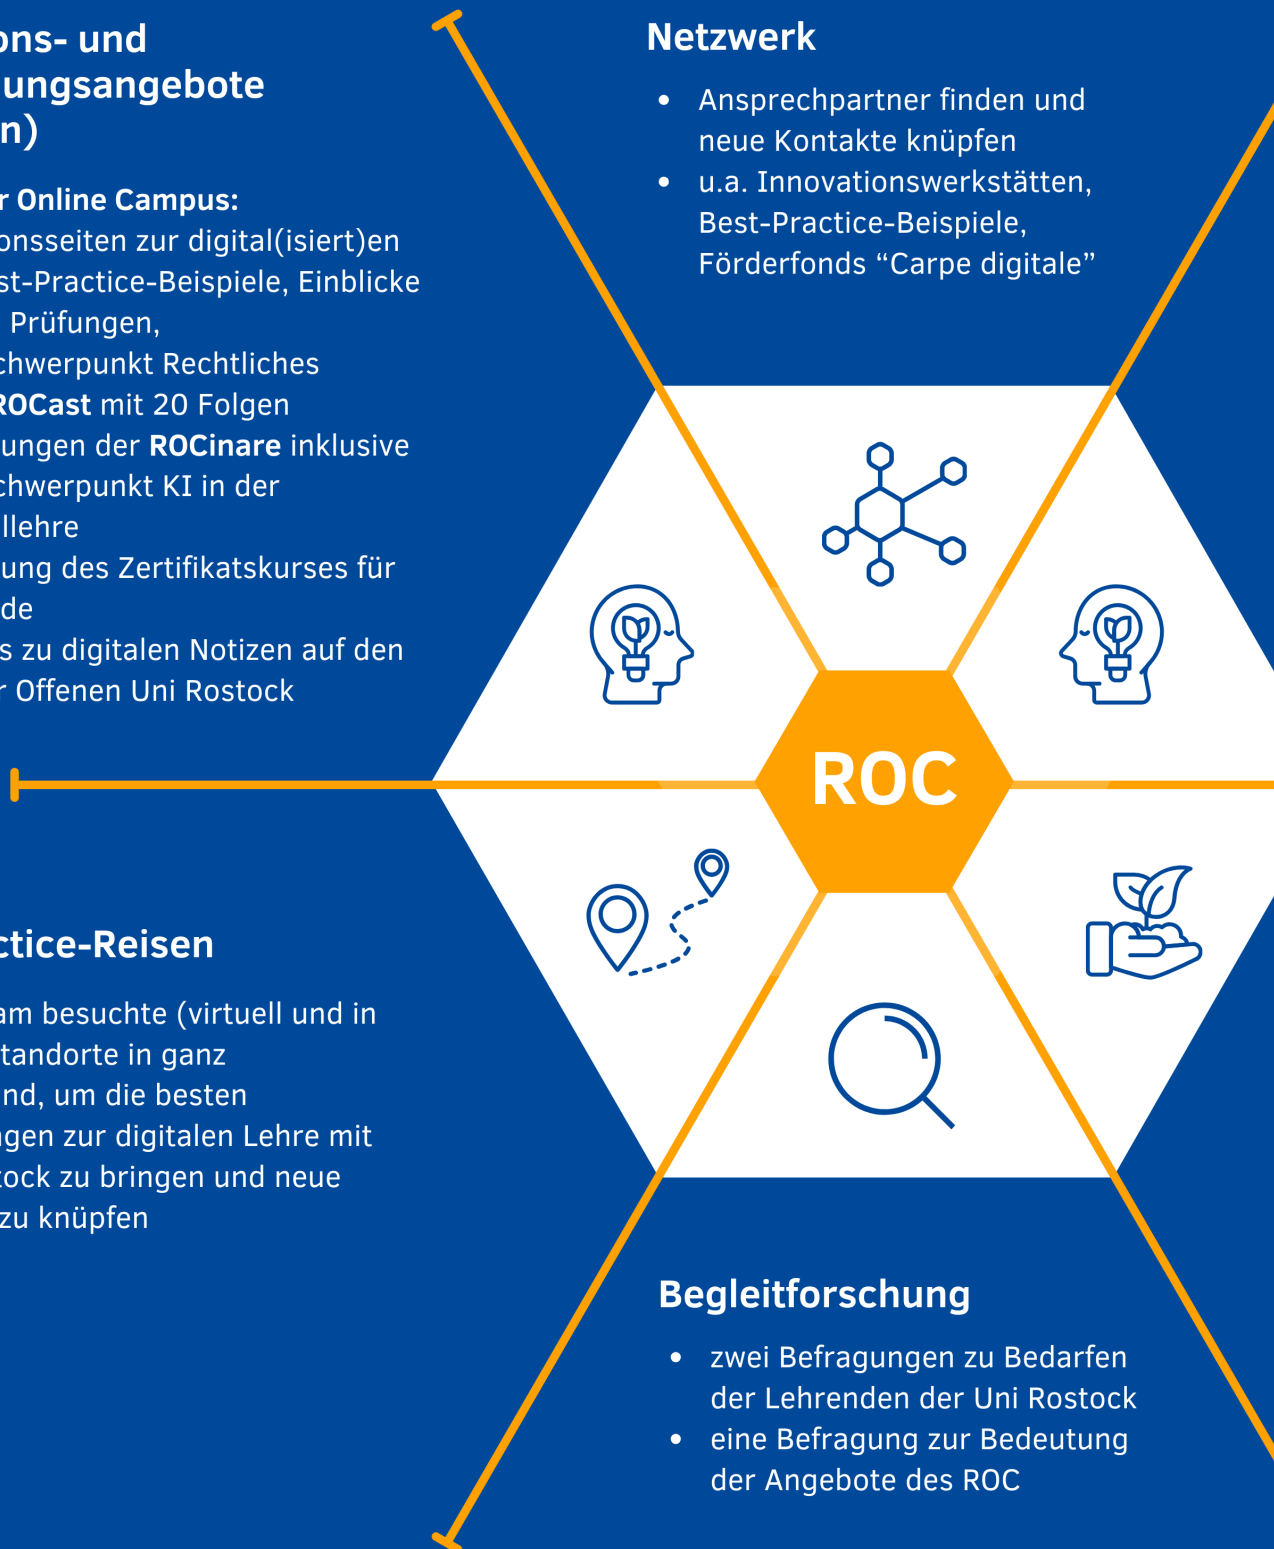 ons- und
ungsangebote
n)
r Online Campus:
onsseiten zur digital(isiert)en
st-Practice-Beispiele, Einblicke
Prüfungen,
chwerpunkt Rechtliches
ROCast mit 20 Folgen
ungen der ROCinare inklusive
chwerpunkt KI in der
llehre
ung des Zertifikatskurses für
de
s zu digitalen Notizen auf den
r Offenen Uni Rostock
Netzwerk
• Ansprechpartner finden und
neue Kontakte knüpfen
• u.a. Innovationswerkstätten,
Best-Practice-Beispiele,
Förderfonds “Carpe digitale”
ROC
ctice-Reisen
am besuchte (virtuell und in
tandorte in ganz
nd, um die besten
ngen zur digitalen Lehre mit
tock zu bringen und neue
zu knüpfen
Begleitforschung
• zwei Befragungen zu Bedarfen
der Lehrenden der Uni Rostock
• eine Befragung zur Bedeutung
der Angebote des ROC